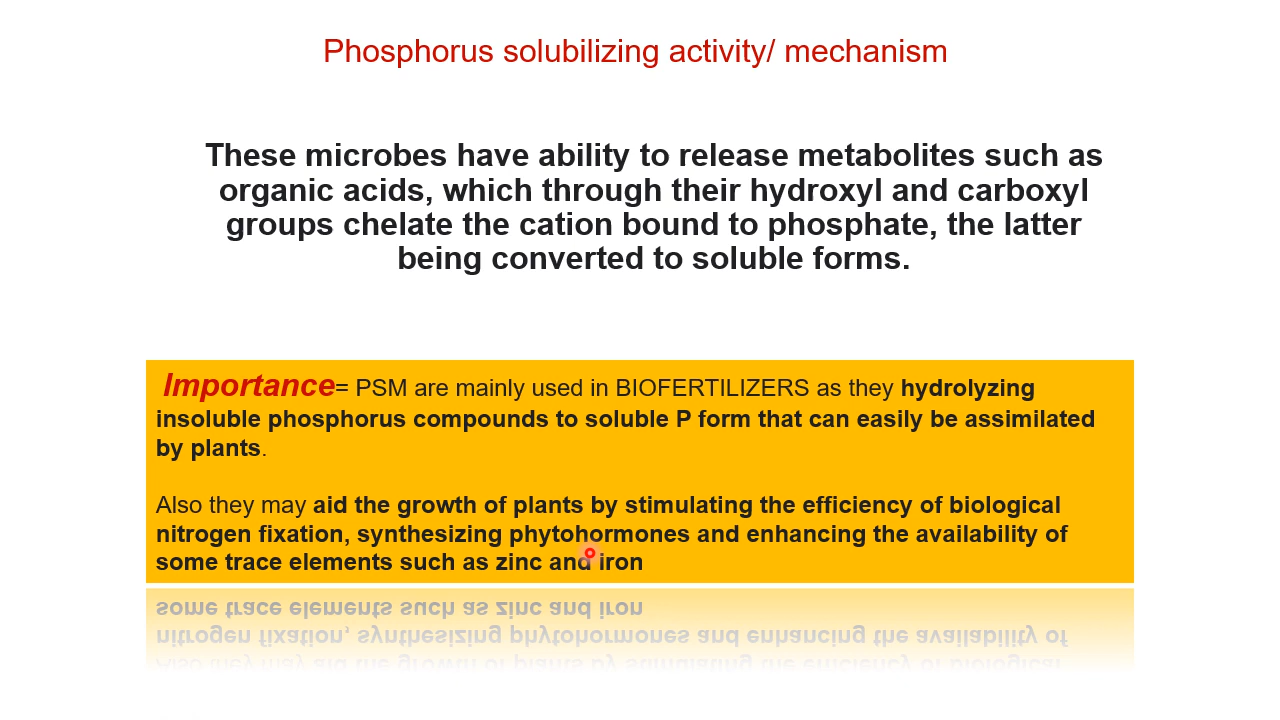 Phosphorus solubilizing activity/ mechanism
These microbes have ability to release metabolites such as
organic acids, which through their hydroxyl and carboxyl
groups chelate the cation bound to phosphate, the latter
being converted to soluble forms.
Importance= PSM are mainly used in BIOFERTILIZERS as they hydrolyzing
insoluble phosphorus compounds to soluble P form that can easily be assimilated
by plants.
Also they may aid the growth of plants by stimulating the efficiency of biological
nitrogen fixation, synthesizing phytohormones and enhancing the availability of
some trace elements such as zinc and iron